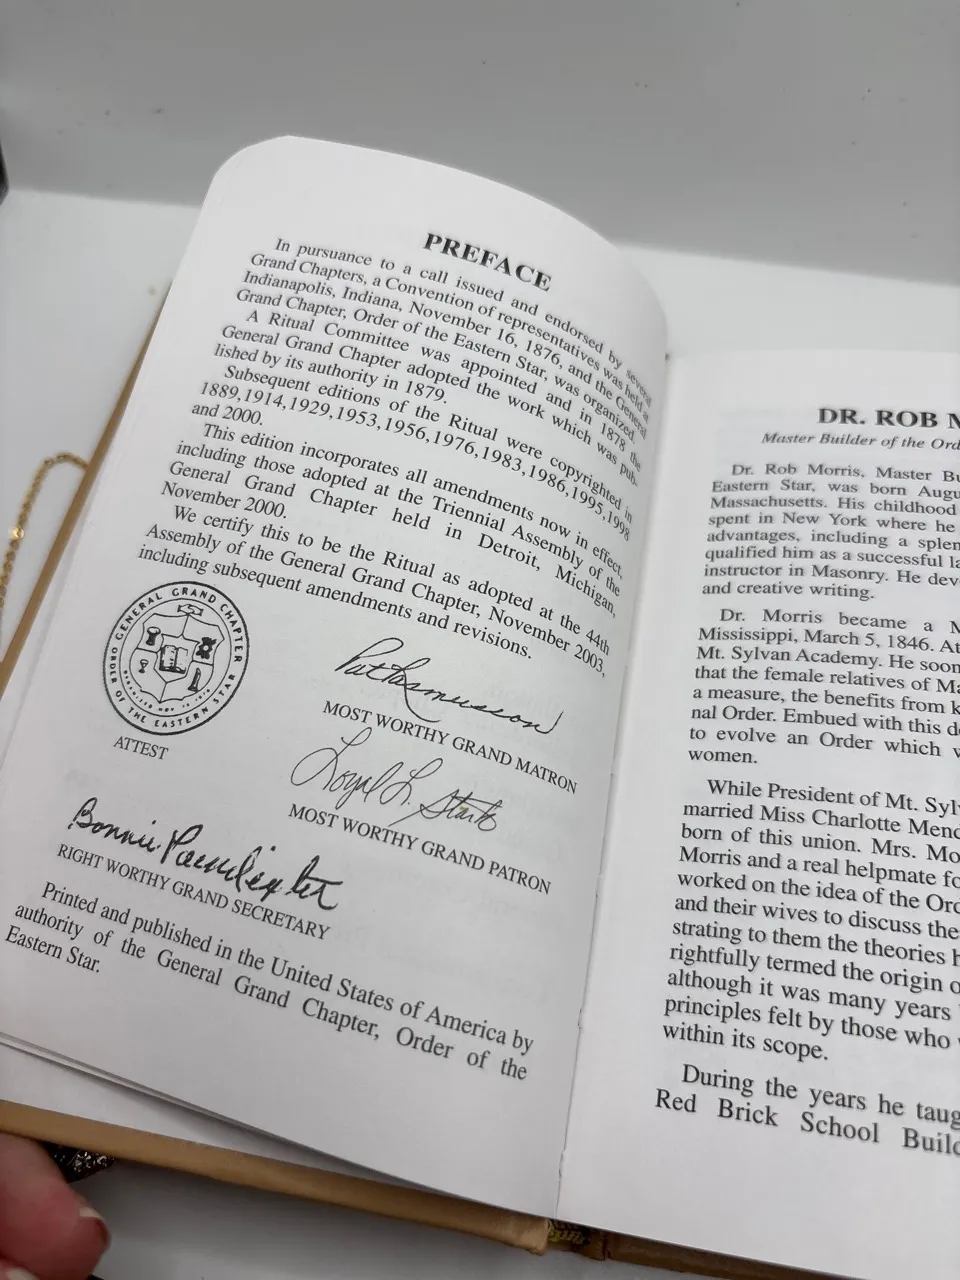 PREFACE
In pursuance to a call issued and endorsed by several
Grand Chapters, a Convention of representatives was held a
Indianapolis, Indiana, November 16, 1876, and the General
Grand Chapter, Order of the Eastern Star, was organized.
A Ritual Committee was appointed and in 1878 the
General Grand Chapter adopted the work which was pub-
lished by its authority in 1879.
Subsequent editions of the Ritual were copyrighted in
1889,1914,1929,1953,1956,1976,1983,1986,1995,1998
and 2000.
This edition incorporates all amendments now in effect,
including those adopted at the Triennial Assembly of the
General Grand Chapter held in Detroit, Michigan,
November 2000.
We certify this to be the Ritual as adopted at the 44th
Assembly of the General Grand Chapter, November 2003,
including subsequent amendments and revisions.
GENERAL GRAND CHAPTER
ORDER OF THE EASTERN STAR
ATTEST
Pat Rasmusson
MOST WORTHY GRAND MATRON
Loyal L. Starts
MOST WORTHY GRAND PATRON
Bonnie Poindexter
RIGHT WORTHY GRAND SECRETARY
Printed and published in the United States of America by
authority of the General Grand Chapter, Order of the
Eastern Star.
DR. ROB M
Master Builder of the Ord
Dr. Rob Morris, Master Bu
Eastern Star, was born Augu
Massachusetts. His childhood
spent in New York where he
advantages, including a splen
qualified him as a successful la
instructor in Masonry. He dev
and creative writing.
Dr. Morris became a M
Mississippi, March 5, 1846. At
Mt. Sylvan Academy. He soon
that the female relatives of Ma
a measure, the benefits from k
nal Order. Embued with this de
to evolve an Order which w
women.
While President of Mt. Sylv
married Miss Charlotte Mend
born of this union. Mrs. Mo
Morris and a real helpmate fo
worked on the idea of the Ord
and their wives to discuss the
strating to them the theories h
rightfully termed the origin o
although it was many years
principles felt by those who
within its scope.
During the years he taug
Red Brick School Build